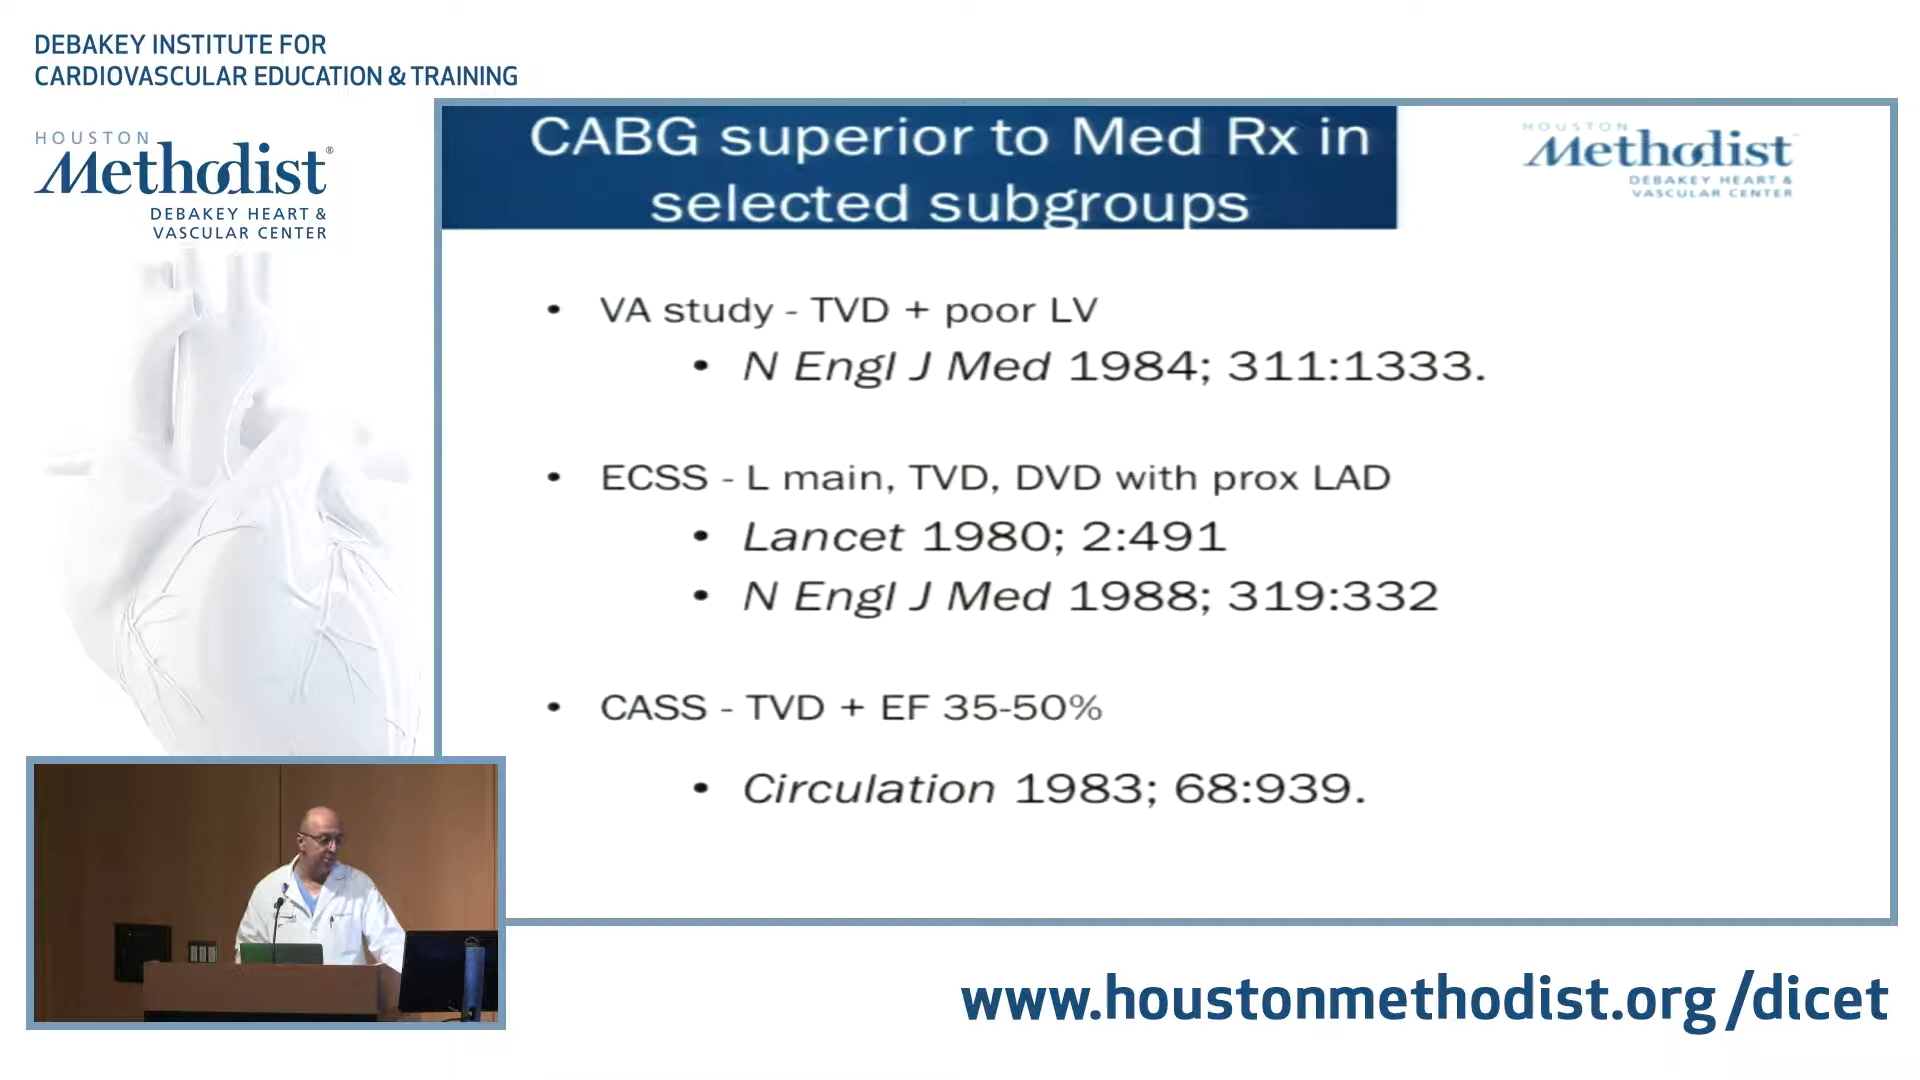 DEBAKEY INSTITUTE FOR
CARDIOVASCULAR EDUCATION & TRAINING
HOUSTON
Methodist®
DEBAKEY HEART &
VASCULAR CENTER
CABG superior to Med Rx in
selected subgroups
HOUSTON
Methodist
DEBAKEY HEART &
VASCULAR CENTER
• VA study - TVD + poor LV
• N Engl J Med 1984; 311:1333.
• ECSS - L main, TVD, DVD with prox LAD
• Lancet 1980; 2:491
• N Engl J Med 1988; 319:332
• CASS - TVD + EF 35-50%
• Circulation 1983; 68:939.
www.houstonmethodist.org/dicet